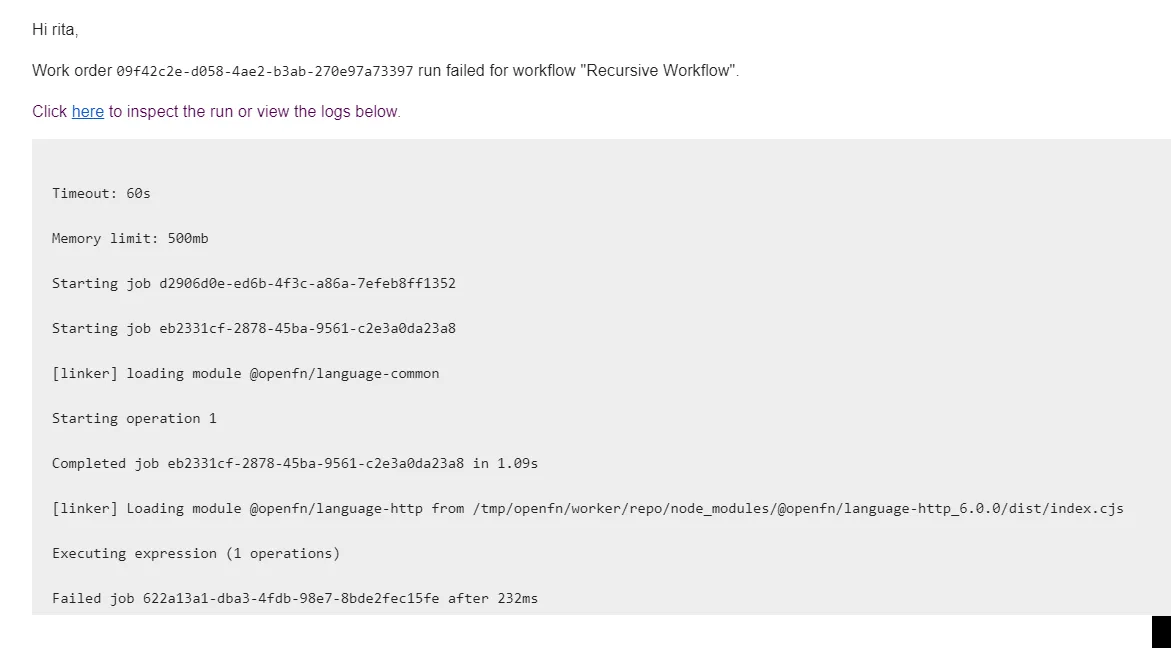 Hi rita,
Work order 09f42c2e-d058-4ae2-b3ab-270e97a73397 run failed for workflow "Recursive Workflow".
Click here to inspect the run or view the logs below.
Timeout: 60s
Memory limit: 500mb
Starting job d2906d0e-ed6b-4f3c-a86a-7efeb8ff1352
Starting job eb2331cf-2878-45ba-9561-c2e3a0da23a8
[linker] loading module @openfn/language-common
Starting operation 1
Completed job eb2331cf-2878-45ba-9561-c2e3a0da23a8 in 1.09s
[linker] Loading module @openfn/language-http from /tmp/openfn/worker/repo/node_modules/@openfn/language-http_6.0.0/dist/index.cjs
Executing expression (1 operations)
Failed job 622a13a1-dba3-4fdb-98e7-8bde2fec15fe after 232ms